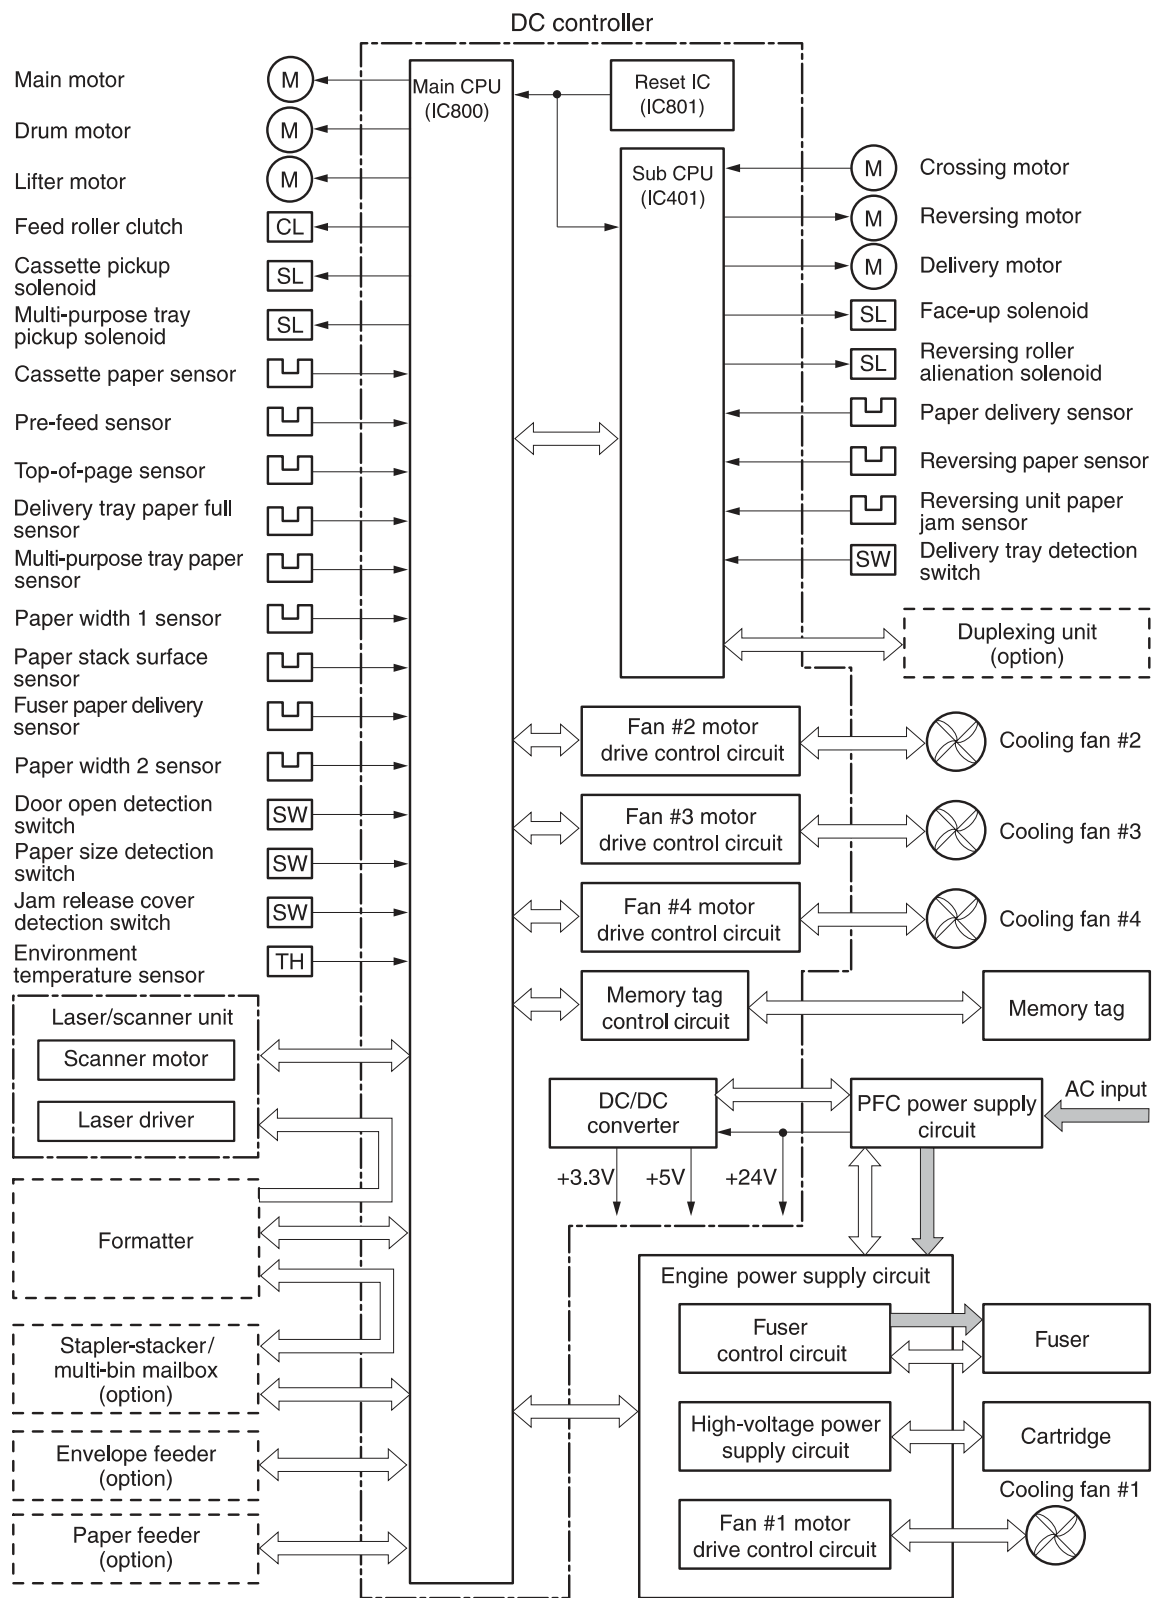 DC controller
Main motor
M
Drum motor
M
Lifter motor
M
Feed roller clutch
CL
Cassette pickup
solenoid
SL
Multi-purpose tray
pickup solenoid
SL
Cassette paper sensor
Pre-feed sensor
Top-of-page sensor
Delivery tray paper full
sensor
Multi-purpose tray paper
sensor
Paper width 1 sensor
Paper stack surface
sensor
Fuser paper delivery
sensor
Paper width 2 sensor
Door open detection
switch
SW
Paper size detection
switch
SW
Jam release cover
detection switch
SW
Environment
temperature sensor
TH
Laser/scanner unit
Scanner motor
Laser driver
Formatter
Stapler-stacker/
multi-bin mailbox
(option)
Envelope feeder
(option)
Paper feeder
(option)
Main CPU
(IC800)
Reset IC
(IC801)
Sub CPU
(IC401)
M
Crossing motor
M
Reversing motor
M
Delivery motor
SL
Face-up solenoid
SL
Reversing roller
alienation solenoid
Paper delivery sensor
Reversing paper sensor
Reversing unit paper
jam sensor
SW
Delivery tray detection
switch
Duplexing unit
(option)
Fan #2 motor
drive control circuit
Cooling fan #2
Fan #3 motor
drive control circuit
Cooling fan #3
Fan #4 motor
drive control circuit
Cooling fan #4
Memory tag
control circuit
Memory tag
DC/DC
converter
PFC power supply
circuit
AC input
+3.3V
+5V
+24V
Engine power supply circuit
Fuser
control circuit
Fuser
High-voltage power
supply circuit
Cartridge
Cooling fan #1
Fan #1 motor
drive control circuit